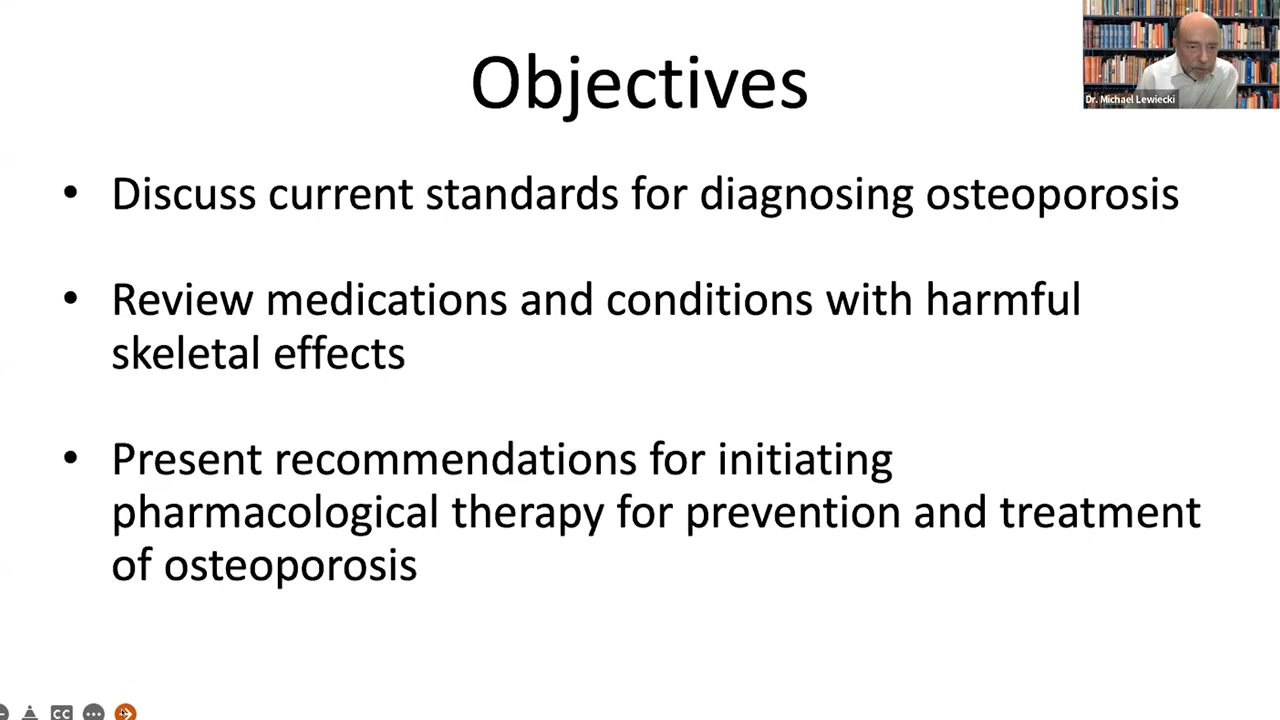 Objectives
Dr. Michael Lewiecki
• Discuss current standards for diagnosing osteoporosis
• Review medications and conditions with harmful
skeletal effects
• Present recommendations for initiating
pharmacological therapy for prevention and treatment
of osteoporosis
CC